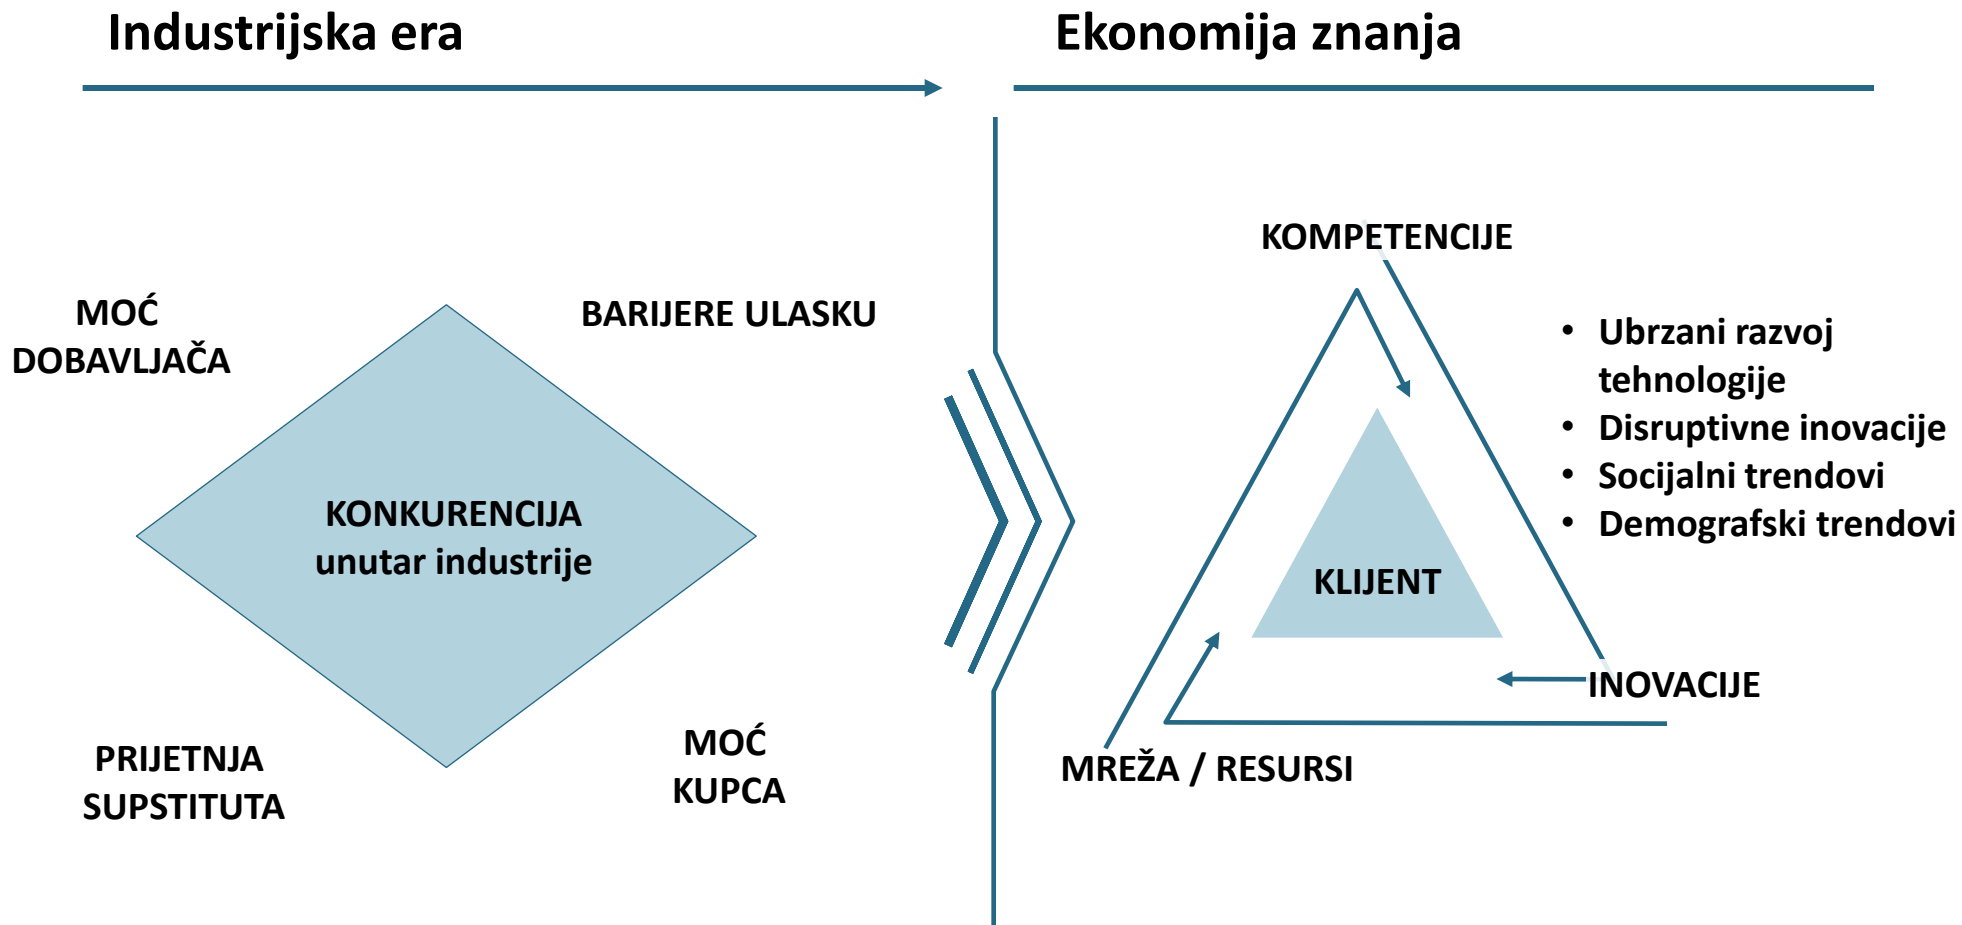 Industrijska era
Ekonomija znanja
MOĆ
DOBAVLJAČA
BARIJERE ULASKU
KONKURENCIJA
unutar industrije
PRIJETNJA
SUPSTITUTA
MOĆ
KUPCA
KOMPETENCIJE
KLIJENT
INOVACIJE
MREŽA / RESURSI
• Ubrzani razvoj
tehnologije
• Disruptivne inovacije
• Socijalni trendovi
• Demografski trendovi